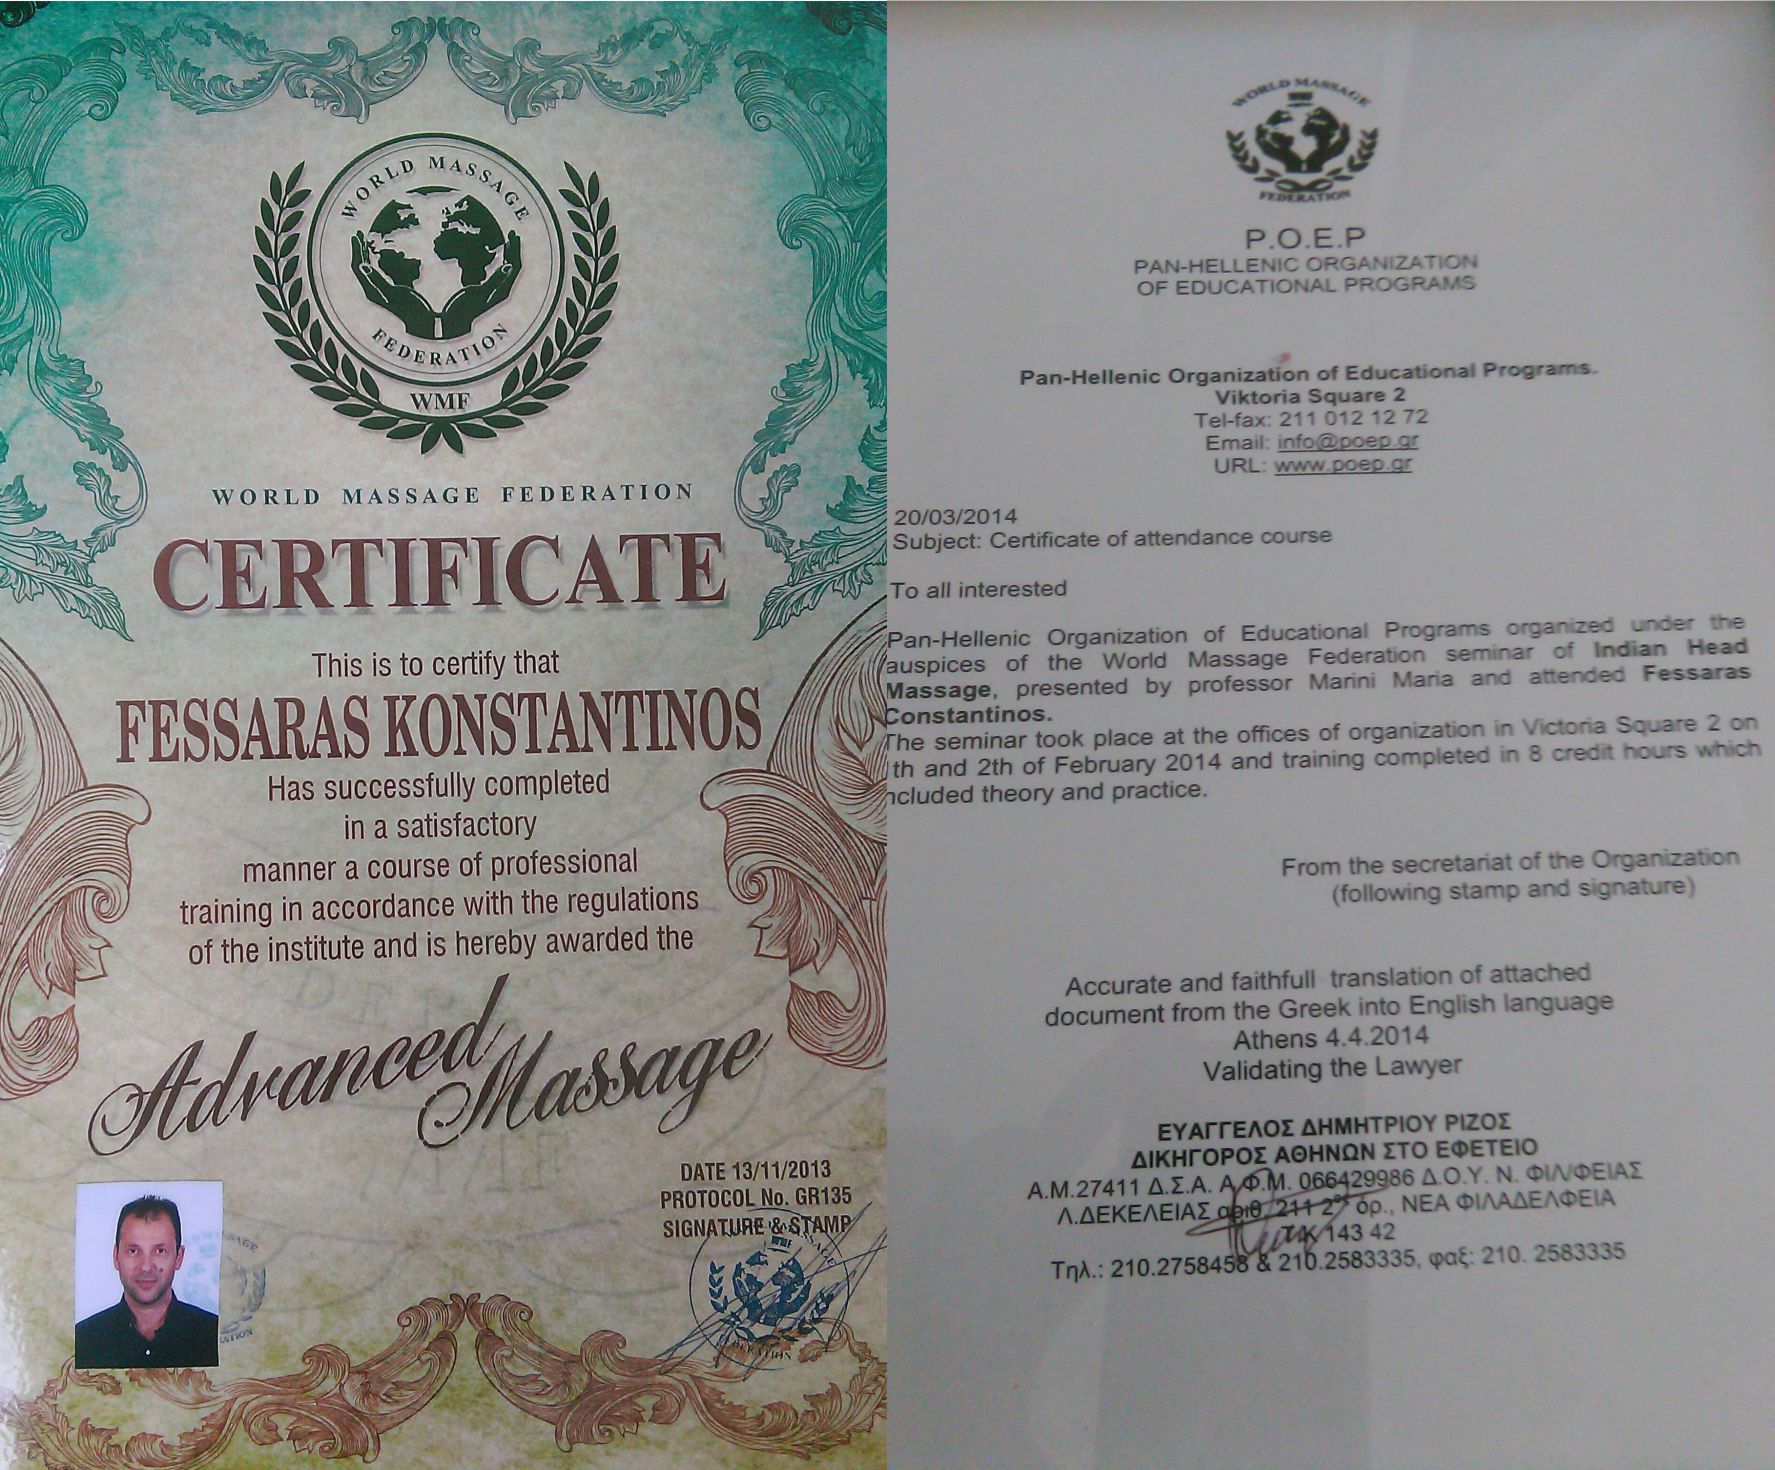 WORLD MASSAGE
FEDERATION
WMF
WORLD MASSAGE FEDERATION
CERTIFICATE
This is to certify that
FESSARAS KONSTANTINOS
Has successfully completed
in a satisfactory
manner a course of professional
training in accordance with the regulations
of the institute and is hereby awarded the
Advanced
Massage
DATE 13/11/2013
PROTOCOL No. GR135
SIGNATURE & STAMP
WORLD MASSAGE
FEDERATION
P.O.E.P
PAN-HELLENIC ORGANIZATION
OF EDUCATIONAL PROGRAMS
Pan-Hellenic Organization of Educational Programs.
Viktoria Square 2
Tel-fax: 211 012 12 72
Email: info@poep.gr
URL: www.poep.gr
20/03/2014
Subject: Certificate of attendance course
To all interested
Pan-Hellenic Organization of Educational Programs organized under the
auspices of the World Massage Federation seminar of Indian Head
Massage, presented by professor Marini Maria and attended Fessaras
Constantinos.
The seminar took place at the offices of organization in Victoria Square 2 on
th and 2th of February 2014 and training completed in 8 credit hours which
ncluded theory and practice.
From the secretariat of the Organization
(following stamp and signature)
Accurate and faithfull translation of attached
document from the Greek into English language
Athens 4.4.2014
Validating the Lawyer
ΕΥΑΓΓΕΛΟΣ ΔΗΜΗΤΡΙΟΥ ΡΙΖΟΣ
ΔΙΚΗΓΟΡΟΣ ΑΘΗΝΩΝ ΣΤΟ ΕΦΕΤΕΙΟ
Α.Μ.27411 Δ.Σ.Α. Α.Φ.Μ. 066429986 Δ.Ο.Υ. Ν. ΦΙΛ/ΦΕΙΑΣ
Λ.ΔΕΚΕΛΕΙΑΣ αριθ. 211 2ος όρ., ΝΕΑ ΦΙΛΑΔΕΛΦΕΙΑ
ΤΚ 143 42
Τηλ.: 210.2758458 & 210.2583335, φαξ: 210. 2583335